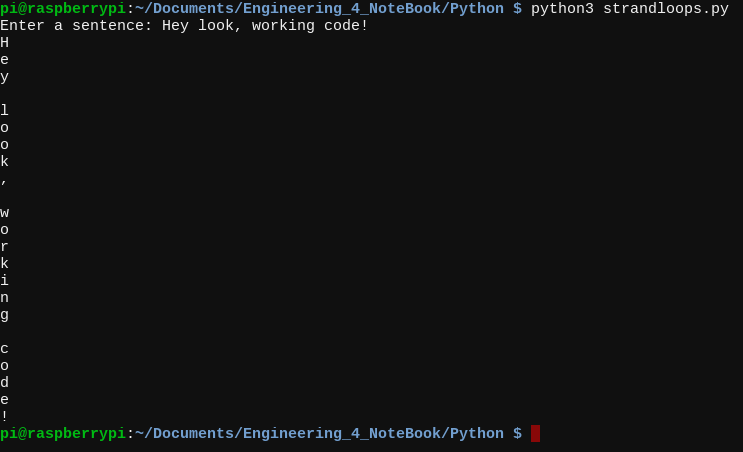 pi@raspberrypi:~/Documents/Engineering_4_NoteBook/Python $ python3 strandloops.py
Enter a sentence: Hey look, working code!
H
e
y

l
o
o
k
,

w
o
r
k
i
n
g

c
o
d
e
!
pi@raspberrypi:~/Documents/Engineering_4_NoteBook/Python $